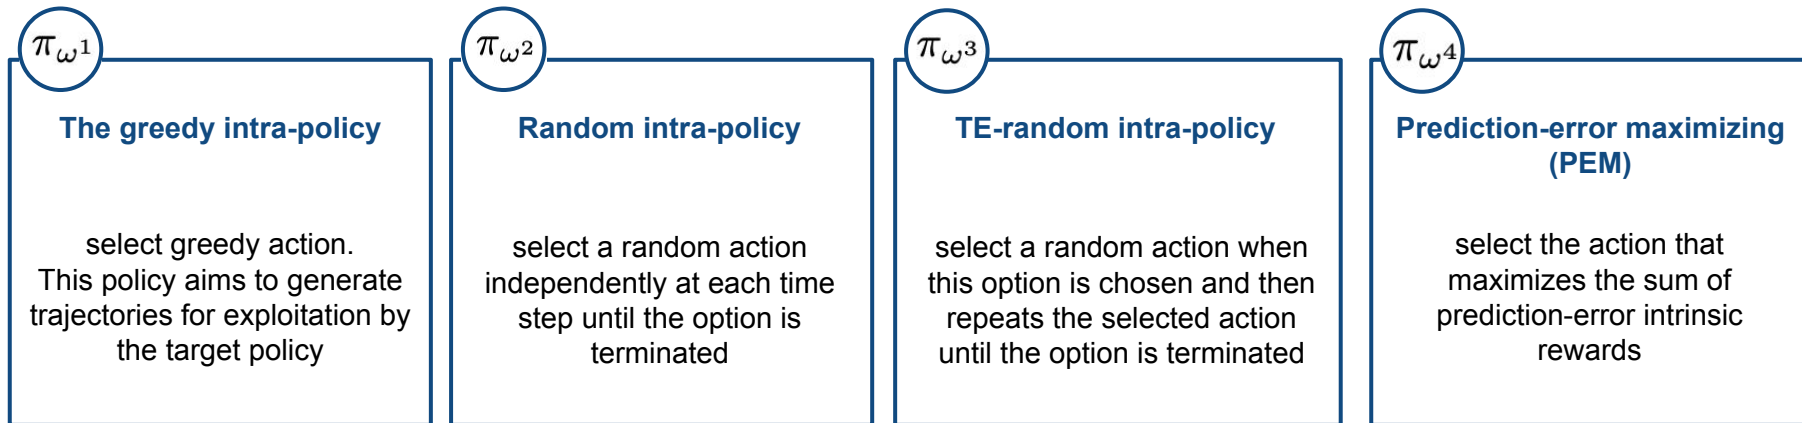 π_ω¹
The greedy intra-policy
select greedy action.
This policy aims to generate
trajectories for exploitation by
the target policy
π_ω²
Random intra-policy
select a random action
independently at each time
step until the option is
terminated
π_ω³
TE-random intra-policy
select a random action when
this option is chosen and then
repeats the selected action
until the option is terminated
π_ω⁴
Prediction-error maximizing
(PEM)
select the action that
maximizes the sum of
prediction-error intrinsic
rewards